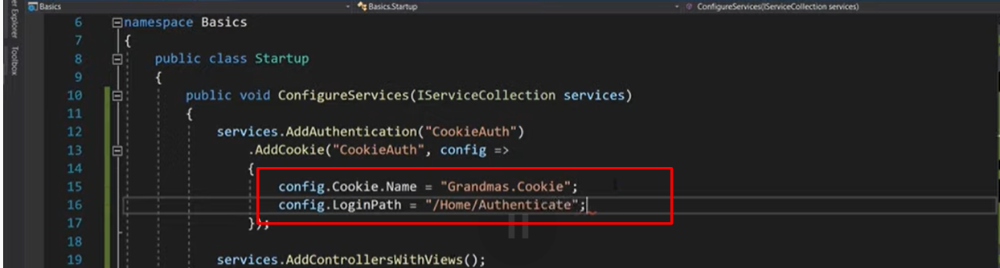 Basics Basics.Startup ConfigureServices(IServiceCollection services)
er Explorer
Toolbox
6 namespace Basics
7 {
8 public class Startup
9 {
10 public void ConfigureServices(IServiceCollection services)
11 {
12 services.AddAuthentication("CookieAuth")
13 .AddCookie("CookieAuth", config =>
14 {
15 config.Cookie.Name = "Grandmas.Cookie";
16 config.LoginPath = "/Home/Authenticate";
17 });
18
19 services.AddControllersWithViews();